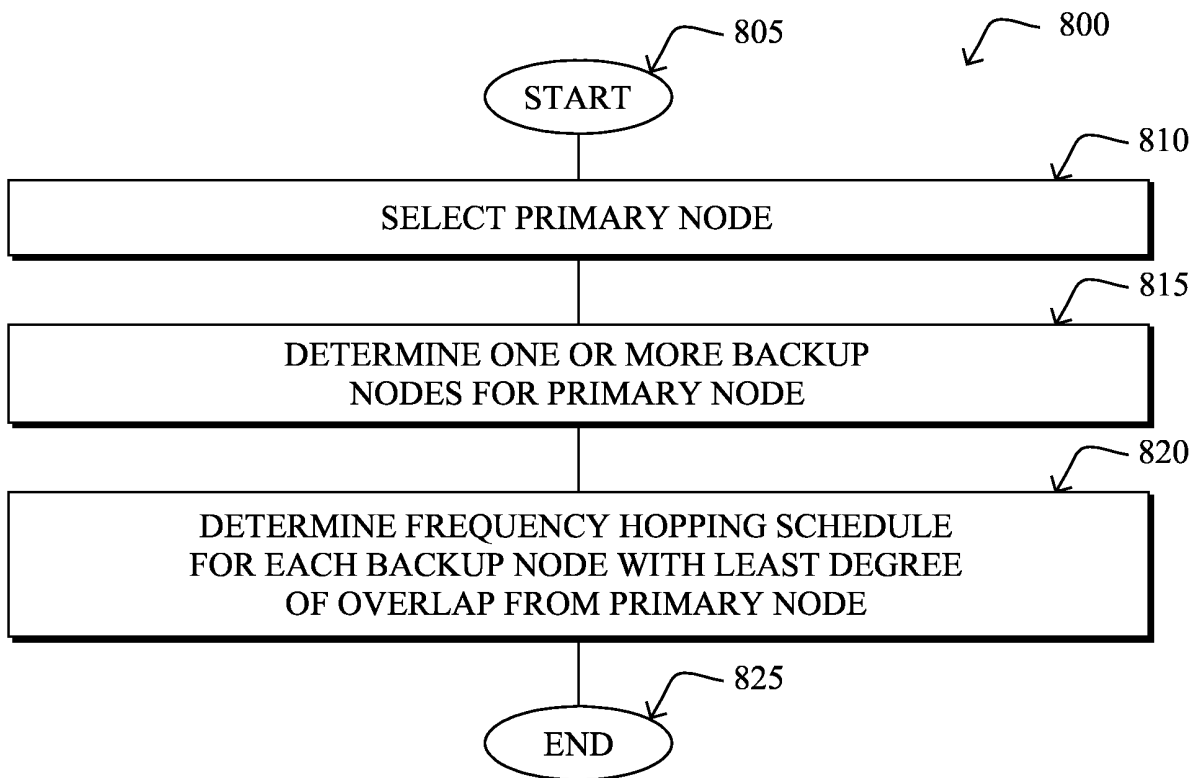 800
805
START
810
SELECT PRIMARY NODE
815
DETERMINE ONE OR MORE BACKUP
NODES FOR PRIMARY NODE
820
DETERMINE FREQUENCY HOPPING SCHEDULE
FOR EACH BACKUP NODE WITH LEAST DEGREE
OF OVERLAP FROM PRIMARY NODE
825
END